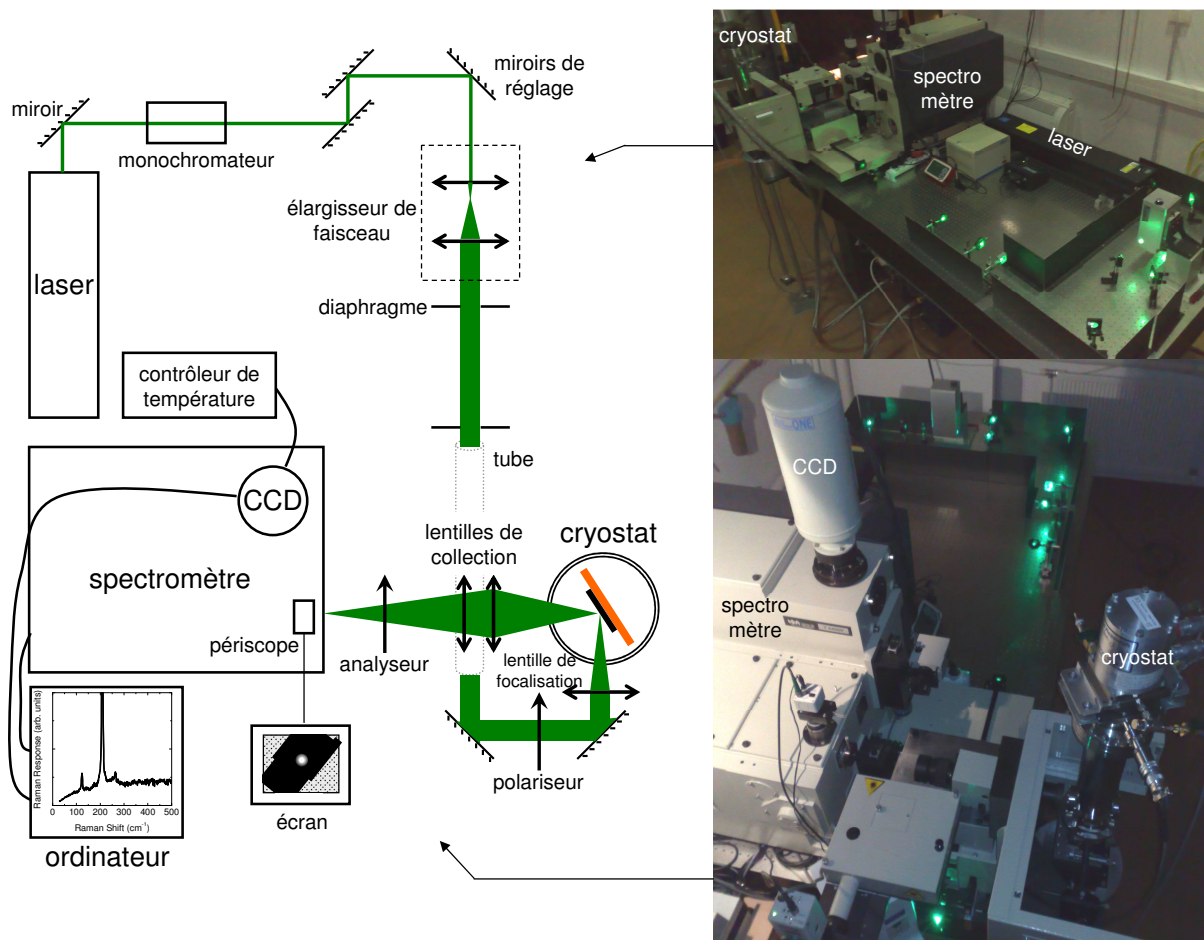 miroir
monochromateur
miroirs de
réglage
élargisseur de
faisceau
laser
diaphragme
contrôleur de
température
tube
CCD
spectromètre
lentilles de
collection
cryostat
périscope
analyseur
lentille de
focalisation
polariseur
Raman Response (arb. units)
0 100 200 300 400 500
Raman Shift (cm-1)
ordinateur
écran
cryostat
spectro
mètre
laser
ONE
CCD
spectro
mètre
cryostat